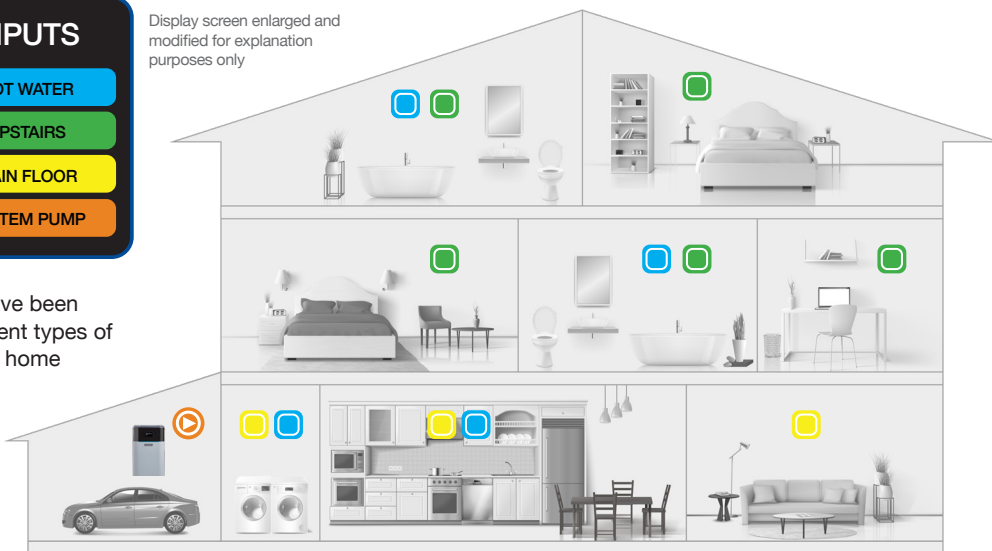 Display screen enlarged and
modified for explanation
purposes only
NPUTS
OT WATER
PSTAIRS
AIN FLOOR
TEM PUMP
ve been
ent types of
home